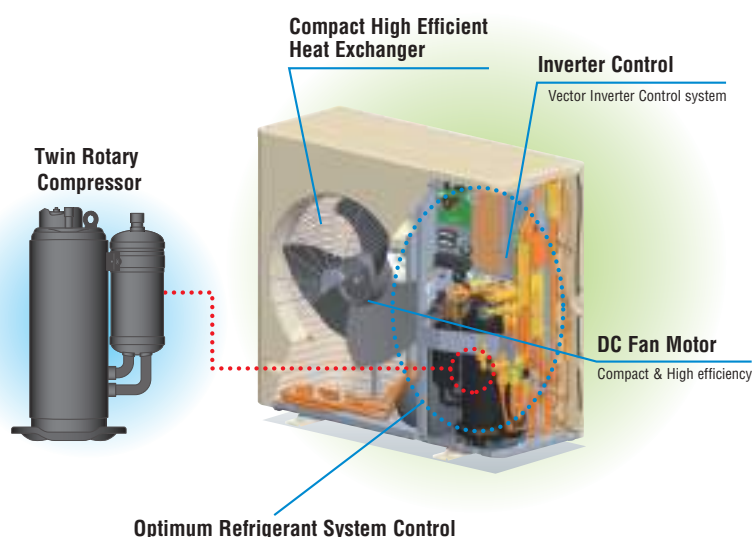 Compact High Efficient
Heat Exchanger
Inverter Control
Vector Inverter Control system
Twin Rotary
Compressor
DC Fan Motor
Compact & High efficiency
Optimum Refrigerant System Control